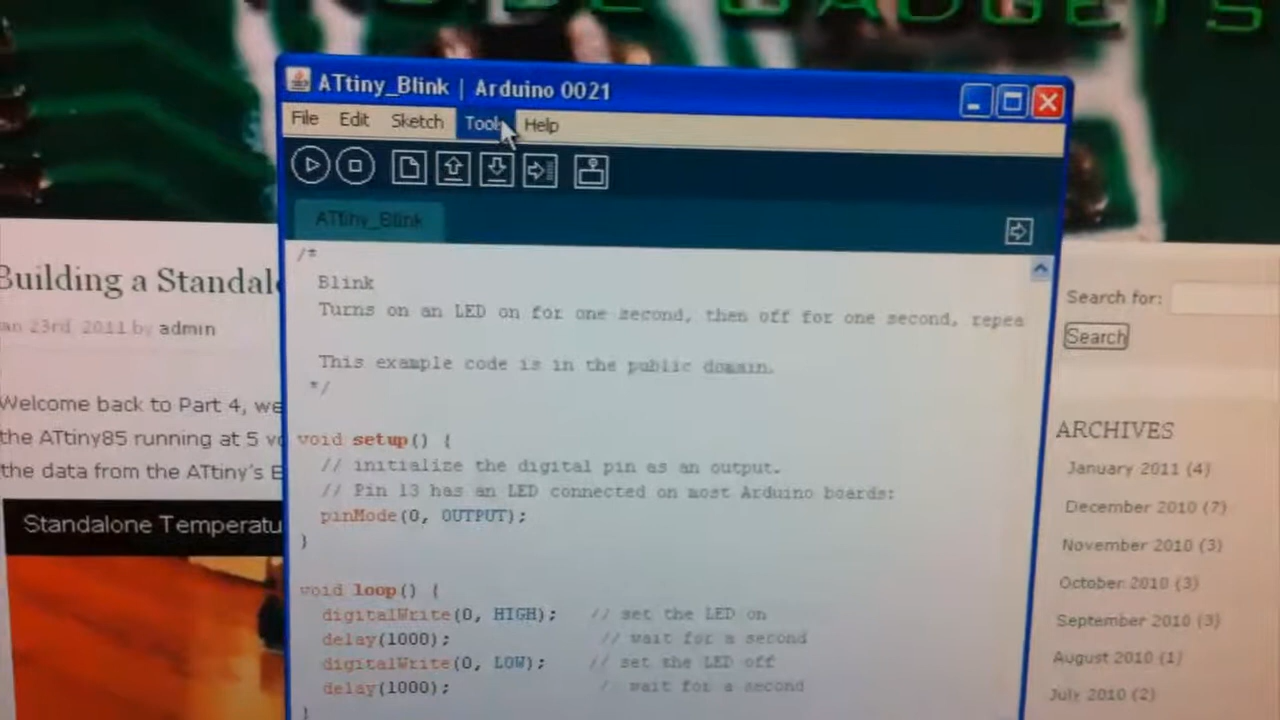 GADGETS
ATtiny_Blink | Arduino 0021
File Edit Sketch Tools Help
ATtiny_Blink
/*
Blink
Turns on an LED on for one second, then off for one second, repea
This example code is in the public domain.
*/
void setup() {
// initialize the digital pin as an output.
// Pin 13 has an LED connected on most Arduino boards:
pinMode(0, OUTPUT);
}
void loop() {
digitalWrite(0, HIGH); // set the LED on
delay(1000); // wait for a second
digitalWrite(0, LOW); // set the LED off
delay(1000); / wait for a second
}
Building a Standal
an 23rd, 2011 by admin
Welcome back to Part 4, we
the ATtiny85 running at 5 vo
the data from the ATtiny's E
Standalone Temperatu
Search for:
Search
ARCHIVES
January 2011 (4)
December 2010 (7)
November 2010 (3)
October 2010 (3)
September 2010 (3)
August 2010 (1)
July 2010 (2)